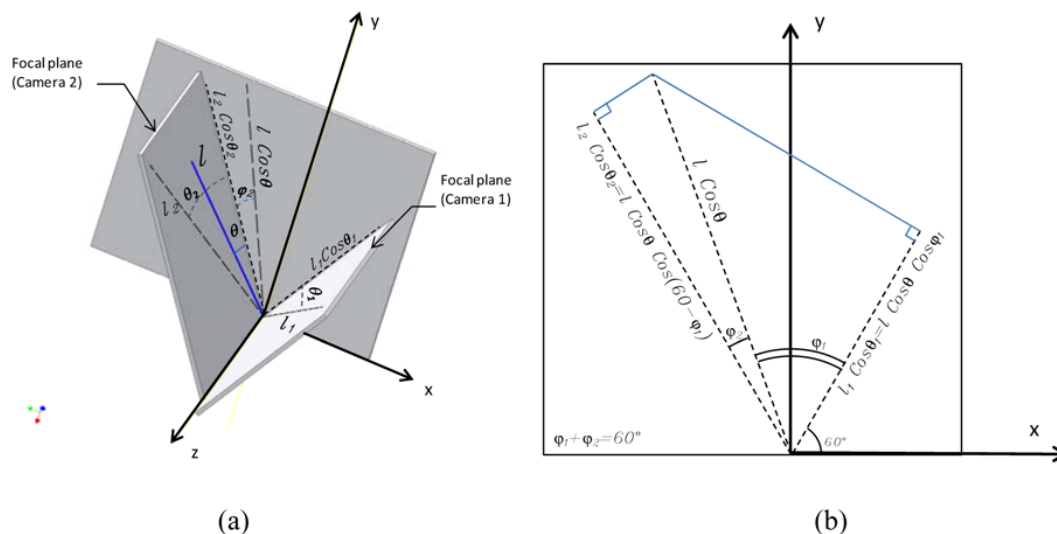 y
Focal plane
(Camera 2)
l₂ Cosθ₂
l Cosθ
l
φ₂
θ₂
l₂
θ
Focal plane
(Camera 1)
l₁Cosθ₁
θ₁
l₁
x
z
(a)
y
l₂ Cosθ₂=l Cosθ Cos(60-φ₁)
l Cosθ
φ₂
φ₁
l₁ Cosθ₁=l Cosθ Cosφ₁
φ₁+φ₂=60°
60°
x
(b)